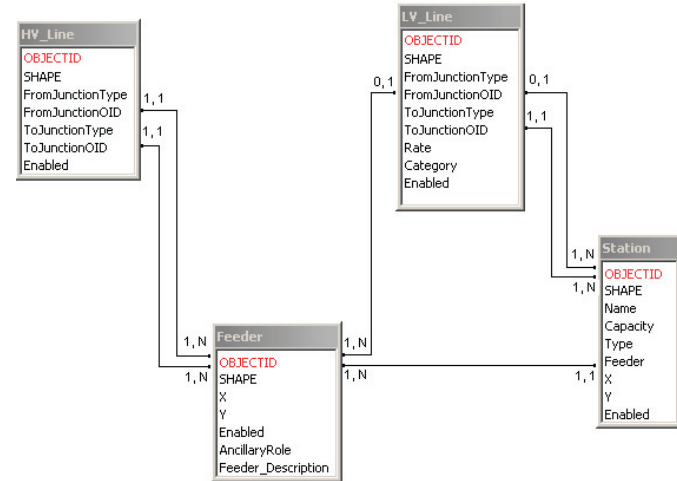 HV_Line
OBJECTID
SHAPE
FromJunctionType
FromJunctionOID
ToJunctionType
ToJunctionOID
Enabled
1,1
1,1
LV_Line
OBJECTID
SHAPE
FromJunctionType
FromJunctionOID
ToJunctionType
ToJunctionOID
Rate
Category
Enabled
0,1
0,1
1,1
Station
OBJECTID
SHAPE
Name
Capacity
Type
Feeder
X
Y
Enabled
1,N
1,N
1,1
Feeder
OBJECTID
SHAPE
X
Y
Enabled
AncillaryRole
Feeder_Description
1,N
1,N
1,N
1,N